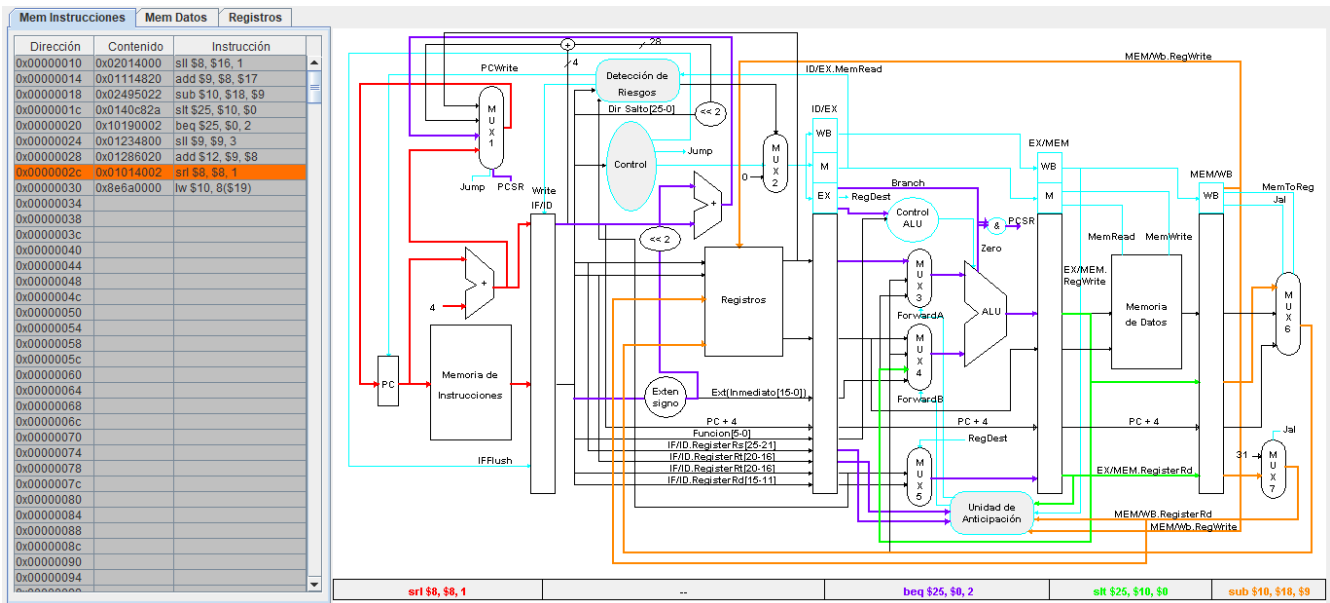 Mem Instrucciones Mem Datos Registros
Dirección Contenido Instrucción
0x00000010 0x02014000 sll $8, $16, 1
0x00000014 0x01114820 add $9, $8, $17
0x00000018 0x02495022 sub $10, $18, $9
0x0000001c 0x0140c82a slt $25, $10, $0
0x00000020 0x10190002 beq $25, $0, 2
0x00000024 0x01234800 sll $9, $9, 3
0x00000028 0x01286020 add $12, $9, $8
0x0000002c 0x01014002 srl $8, $8, 1
0x00000030 0x8e6a0000 lw $10, 8($19)
0x00000034
0x00000038
0x0000003c
0x00000040
0x00000044
0x00000048
0x0000004c
0x00000050
0x00000054
0x00000058
0x0000005c
0x00000060
0x00000064
0x00000068
0x0000006c
0x00000070
0x00000074
0x00000078
0x0000007c
0x00000080
0x00000084
0x00000088
0x0000008c
0x00000090
0x00000094
+
28
4
PCWrite
Detección de
Riesgos
ID/EX.MemRead
MEM/Wb.RegWrite
Dir Salto[25-0]
<< 2
M
U
X
1
Control
Jump
M
U
X
2
0
ID/EX
WB
M
EX
EX/MEM
WB
M
MEM/WB
WB
MemToReg
Jal
Jump PCSR
Write
IF/ID
Branch
RegDest
Control
ALU
&
PCSR
Zero
+
<< 2
MemRead MemWrite
+
4
Registros
M
U
X
3
ForwardA
ALU
EX/MEM.
RegWrite
Memoria
de Datos
M
U
X
6
M
U
X
4
ForwardB
PC
Memoria de
Instrucciones
Exten
signo
Ext(Inmediato[15-0])
PC + 4
Funcion[5-0]
IF/ID.RegisterRs[25-21]
IF/ID.RegisterRt[20-16]
IF/ID.RegisterRt[20-16]
IF/ID.RegisterRd[15-11]
PC + 4
RegDest
PC + 4
Jal
IFFlush
M
U
X
5
EX/MEM.RegisterRd
31
M
U
X
7
Unidad de
Anticipación
MEM/WB.RegisterRd
MEM/Wb.RegWrite
srl $8, $8, 1
--
beq $25, $0, 2
slt $25, $10, $0
sub $10, $18, $9